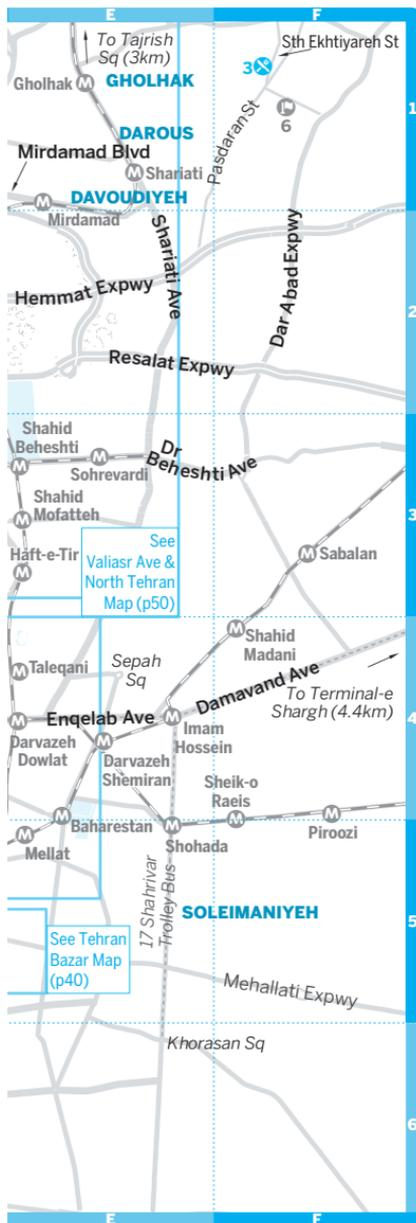 E
F
To Tajrish
Sq (3km)
Gholhak
M
GHOLHAK
3
Sth Ekhtiyareh St
6
1
DAROUS
Pasdaran St
Mirdamad Blvd
M
Shariati
DAVOUDIYEH
M
Mirdamad
Shariati Ave
Dar Abad Expwy
Hemmat Expwy
2
Resalat Expwy
Shahid
Beheshti
M
M
Sohrevardi
Dr
Beheshti Ave
Shahid
Mofatteh
M
3
Haft-e-Tir
M
See
Valiasr Ave &
North Tehran
Map (p50)
M
Sabalan
M
Shahid
Madani
M
Taleqani
Sepah
Sq
Damavand Ave
To Terminal-e
Shargh (4.4km)
4
M
Enqelab Ave
M
Imam
Hossein
Darvazeh
Dowlat
M
Darvazeh
Shemiran
Sheik-o
Raeis
M
Baharestan
M
Mellat
M
Shohada
M
M
Piroozi
17 Shahrivar
Trolley Bus
SOLEIMANIYEH
5
See Tehran
Bazar Map
(p40)
Mehallati Expwy
Khorasan Sq
6
E
F